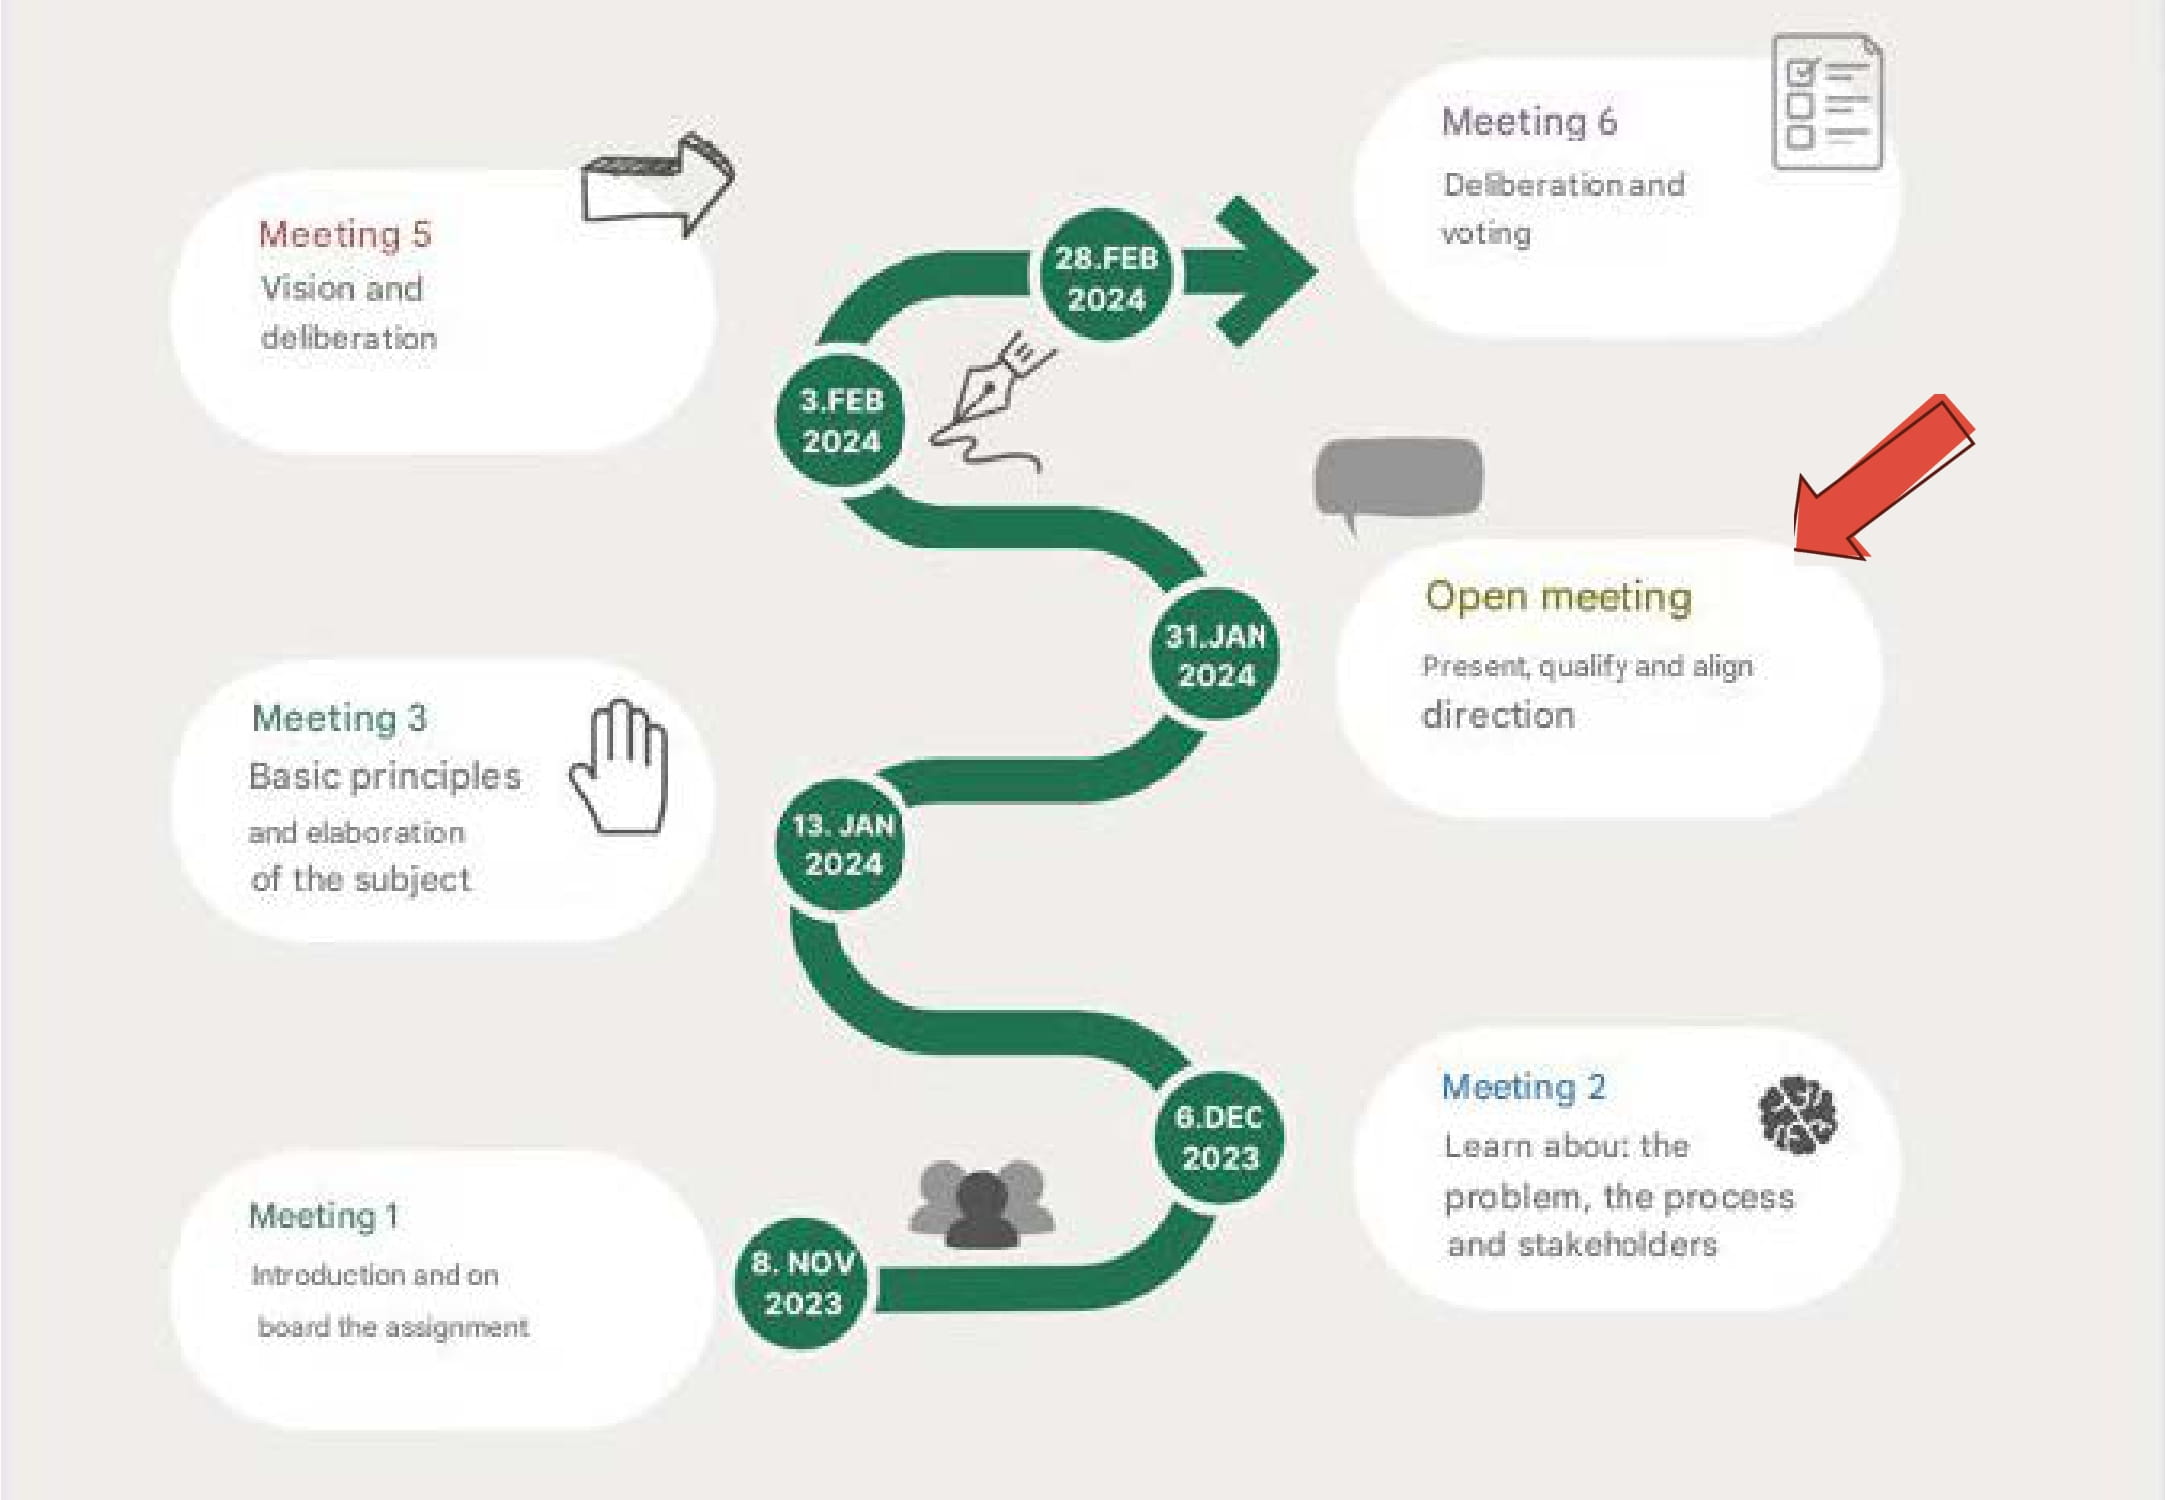 Meeting 6
Deliberation and
voting
Meeting 5
Vision and
deliberation
28.FEB
2024
3.FEB
2024
Open meeting
Present, qualify and align
direction
31.JAN
2024
Meeting 3
Basic principles
and elaboration
of the subject
13. JAN
2024
Meeting 2
Learn about: the
problem, the process
and stakeholders
6.DEC
2023
Meeting 1
Introduction and on
board the assignment
8. NOV
2023